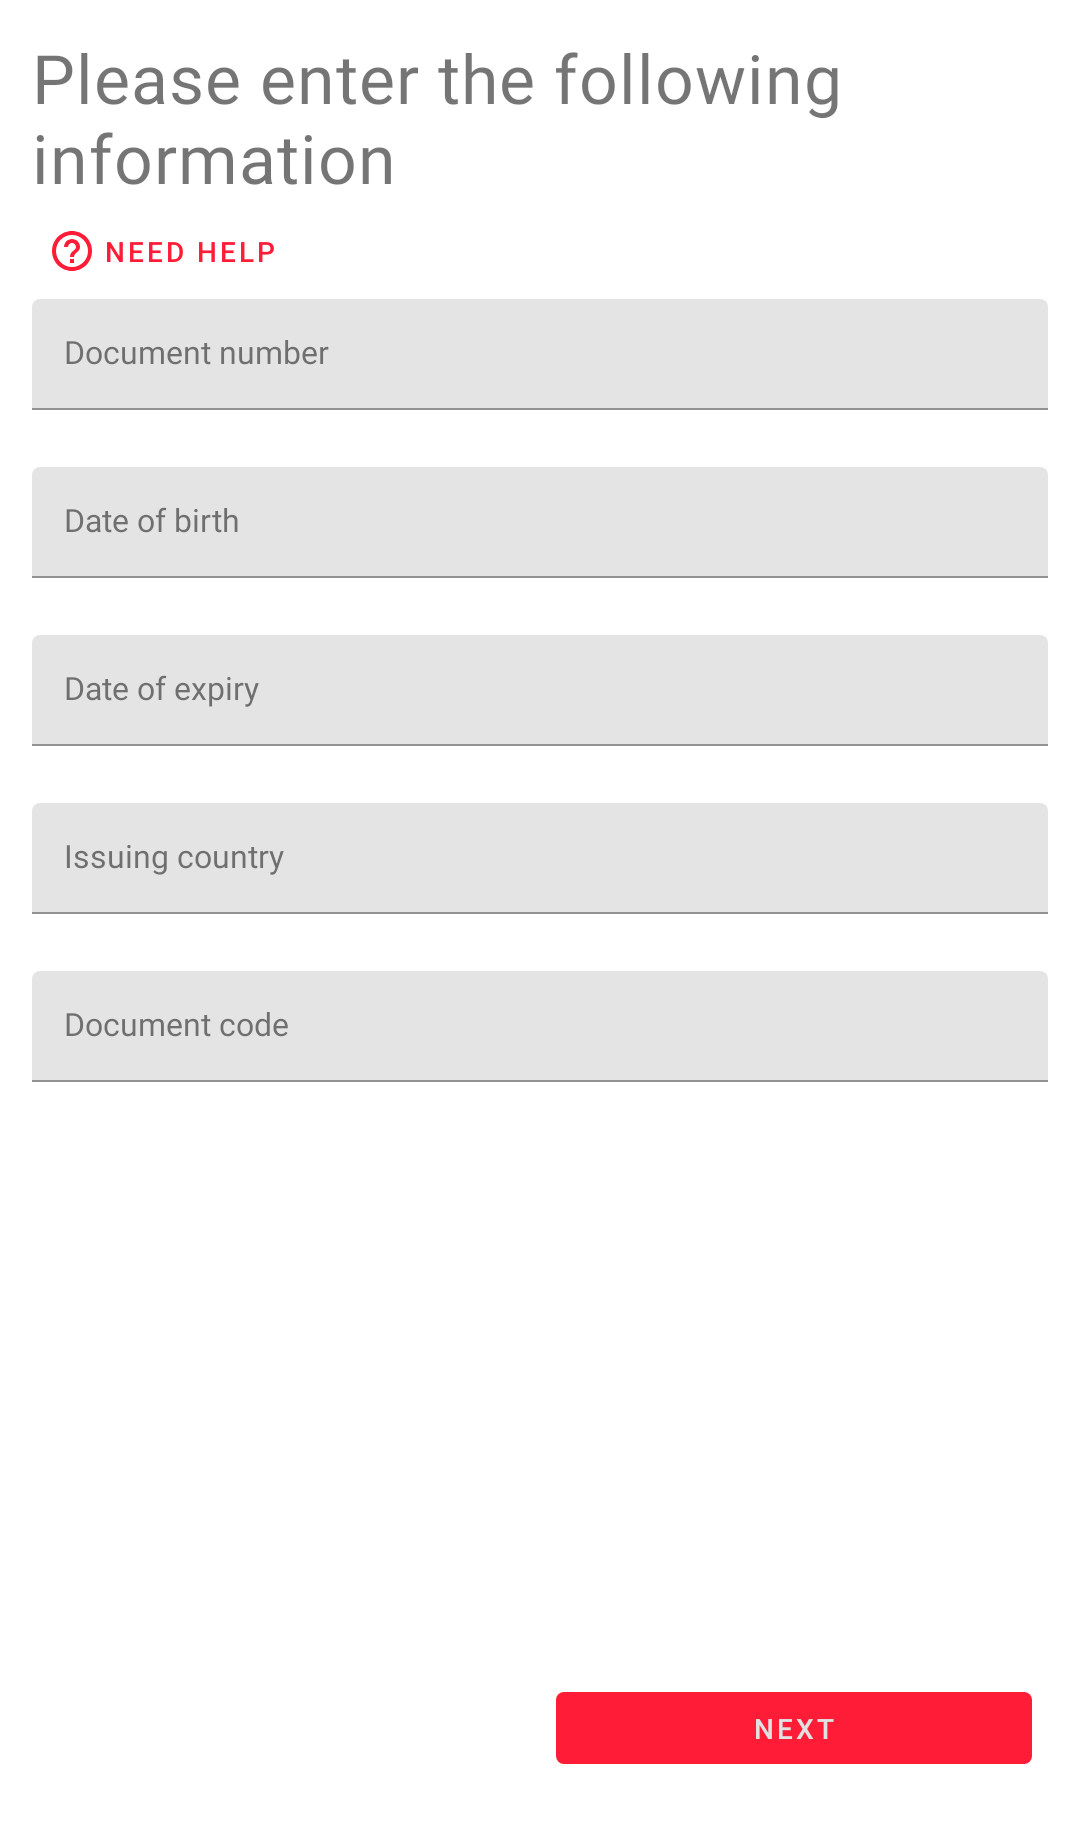 Please enter the following
information
NEED HELP
Document number
Date of birth
Date of expiry
Issuing country
Document code
NEXT